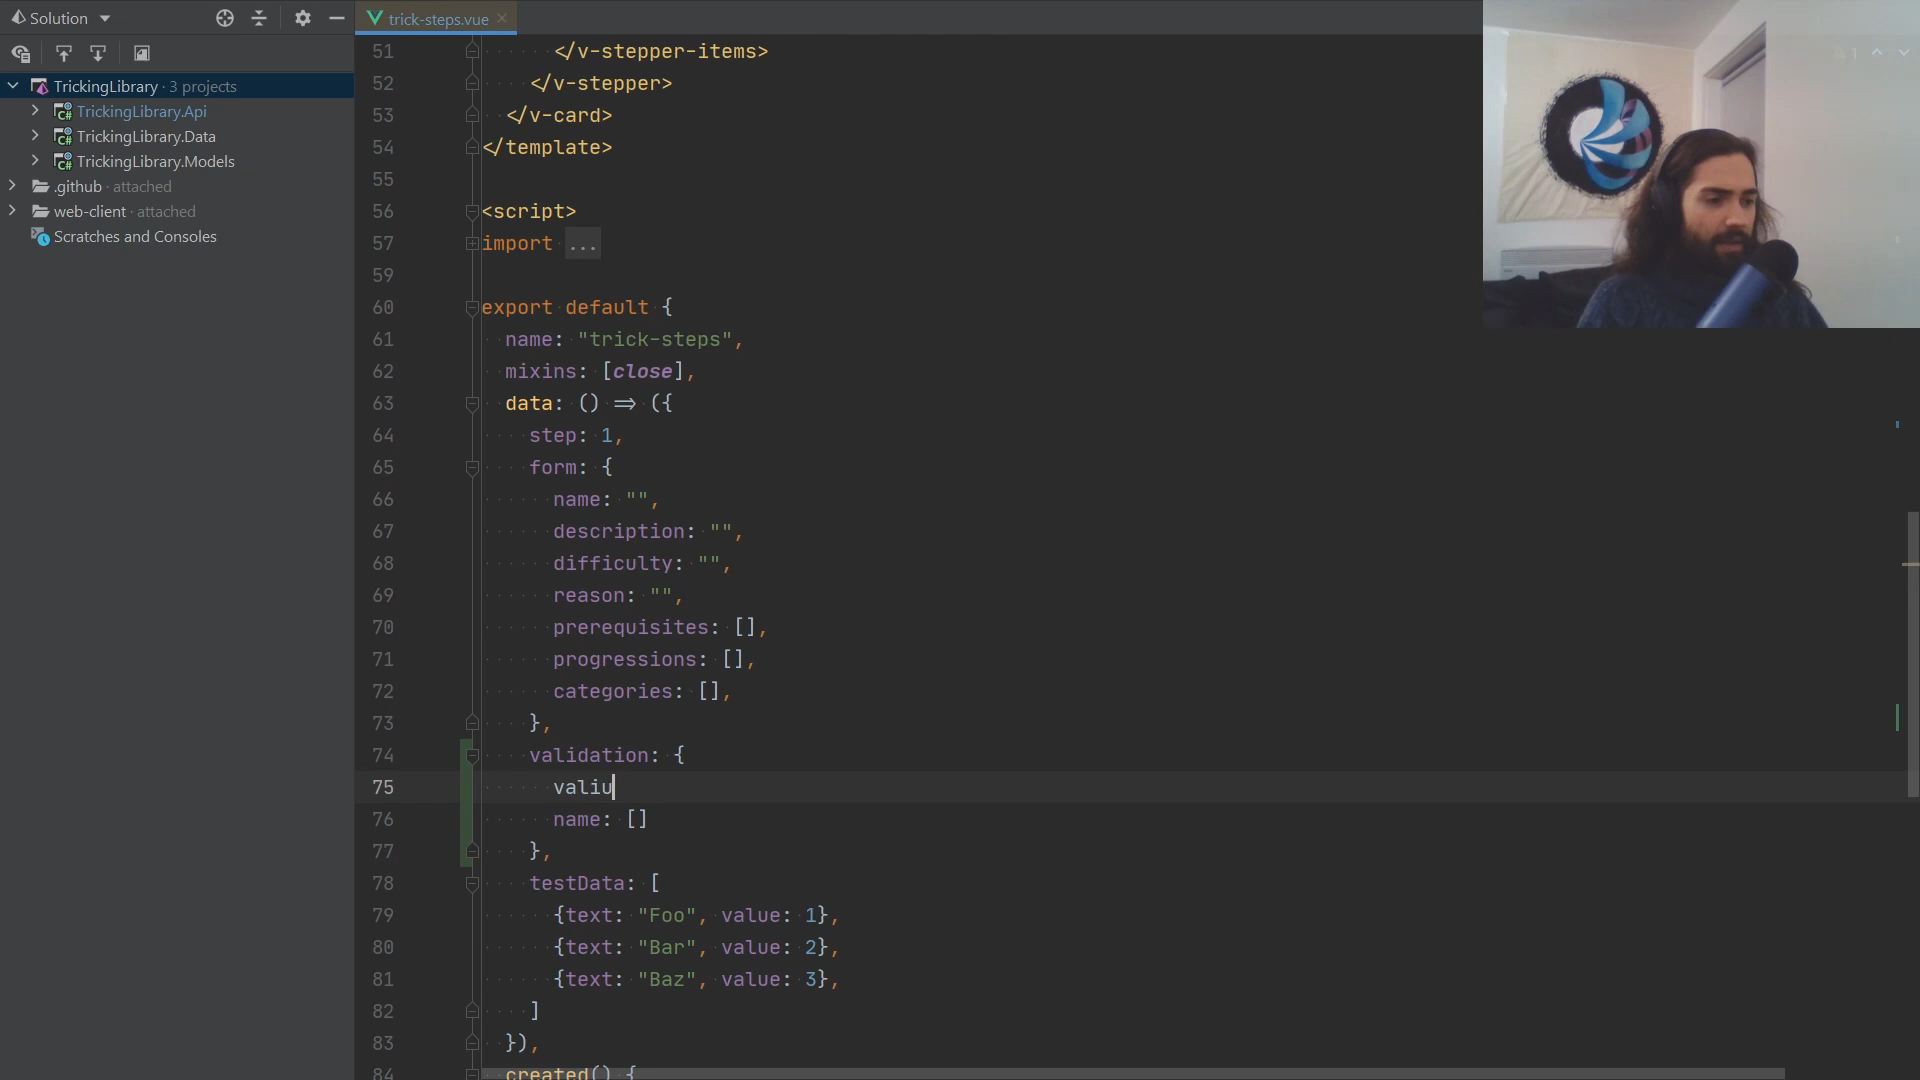 Solution
trick-steps.vue
TrickingLibrary · 3 projects
TrickingLibrary.Api
TrickingLibrary.Data
TrickingLibrary.Models
.github · attached
web-client · attached
Scratches and Consoles
51 </v-stepper-items>
52 </v-stepper>
53 </v-card>
54 </template>
55
56 <script>
57 import ...
59
60 export default {
61 name: "trick-steps",
62 mixins: [close],
63 data: () => ({
64 step: 1,
65 form: {
66 name: "",
67 description: "",
68 difficulty: "",
69 reason: "",
70 prerequisites: [],
71 progressions: [],
72 categories: [],
73 },
74 validation: {
75 valiu
76 name: []
77 },
78 testData: [
79 {text: "Foo", value: 1},
80 {text: "Bar", value: 2},
81 {text: "Baz", value: 3},
82 ]
83 }),
84 created() {